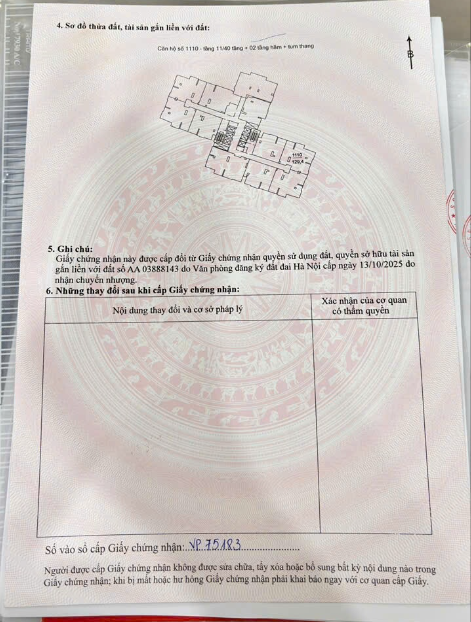 4. Sơ đồ thửa đất, tài sản gắn liền với đất:
Căn hộ số 1110 - tầng 11/40 tầng + 02 tầng hầm + tum thang
1110
5. Ghi chú:
Giấy chứng nhận này được cấp đổi từ Giấy chứng nhận quyền sử dụng đất, quyền sở hữu tài sản
gắn liền với đất số AA 03888143 do Văn phòng đăng ký đất đai Hà Nội cấp ngày 13/10/2025 do
nhận chuyển nhượng.
6. Những thay đổi sau khi cấp Giấy chứng nhận:
Nội dung thay đổi và cơ sở pháp lý
Xác nhận của cơ quan
có thẩm quyền
Số vào sổ cấp Giấy chứng nhận: VP.75183
Người được cấp Giấy chứng nhận không được sửa chữa, tẩy xóa hoặc bổ sung bất kỳ nội dung nào trong
Giấy chứng nhận; khi bị mất hoặc hư hỏng Giấy chứng nhận phải khai báo ngay với cơ quan cấp Giấy.